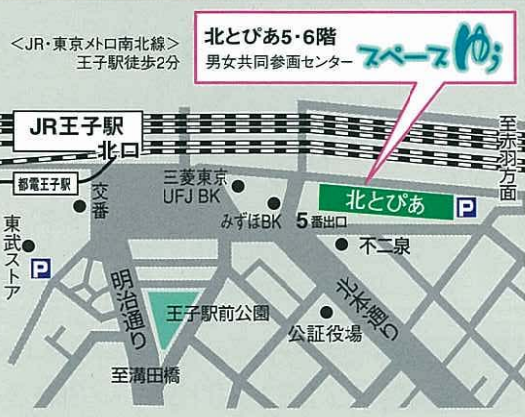 <JR・東京メトロ南北線>
王子駅徒歩2分
北とぴあ5・6階
男女共同参画センター スペースゆう
JR王子駅
北口
至赤羽方面
都電王子駅
交番
三菱東京
UFJ BK
みずほBK
5番出口
北とぴあ
P
不二泉
東武ストア
P
明治通り
王子駅前公園
北本通り
公証役場
至溝田橋